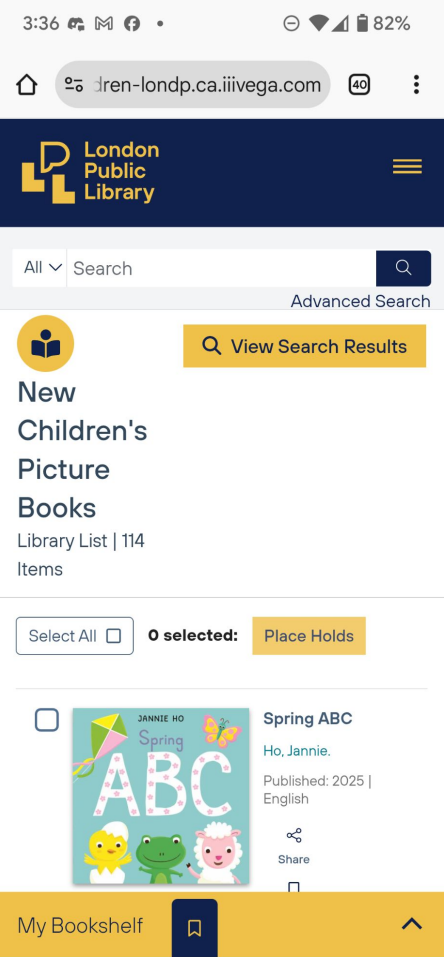 3:36
82%
dren-londp.ca.iiivega.com
40
London
Public
Library
All
Search
Advanced Search
View Search Results
New
Children's
Picture
Books
Library List | 114
Items
Select All
0 selected:
Place Holds
JANNIE HO
Spring
ABC
Spring ABC
Ho, Jannie.
Published: 2025 |
English
Share
My Bookshelf